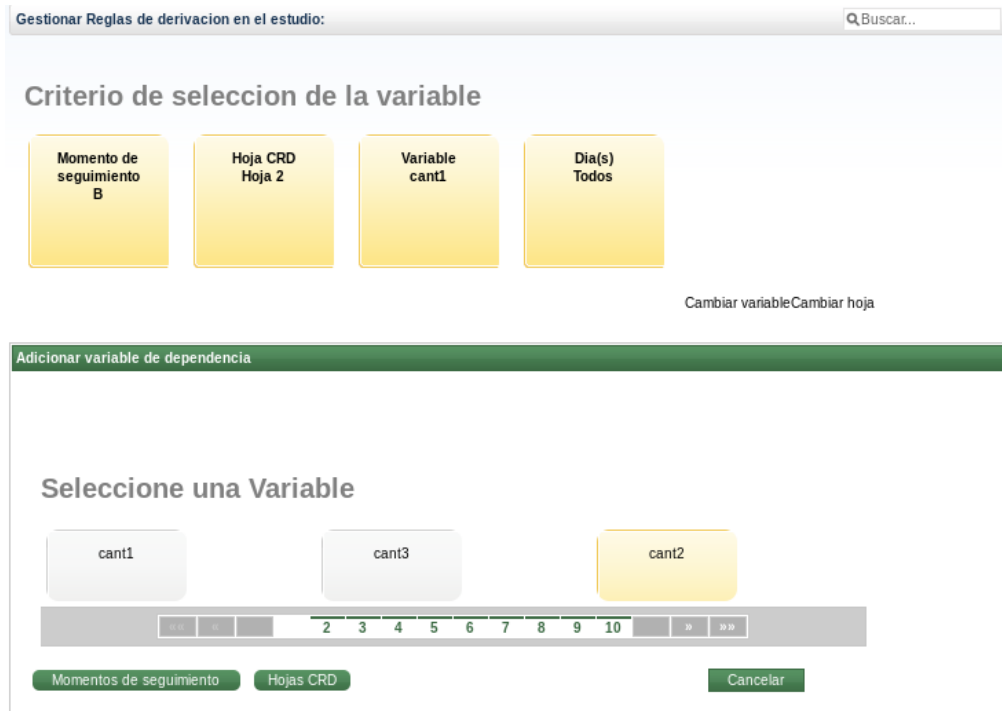 Gestionar Reglas de derivacion en el estudio:
Buscar...
Criterio de seleccion de la variable
Momento de
seguimiento
B
Hoja CRD
Hoja 2
Variable
cant1
Dia(s)
Todos
Cambiar variableCambiar hoja
Adicionar variable de dependencia
Seleccione una Variable
cant1
cant3
cant2
«« « 2 3 4 5 6 7 8 9 10 » »»
Momentos de seguimiento
Hojas CRD
Cancelar